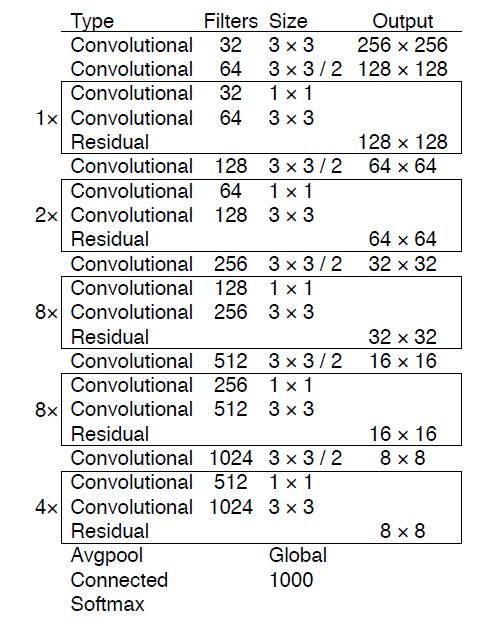 Type Filters Size Output
Convolutional 32 3 × 3 256 × 256
Convolutional 64 3 × 3 / 2 128 × 128
Convolutional 32 1 × 1
1× Convolutional 64 3 × 3
Residual 128 × 128
Convolutional 128 3 × 3 / 2 64 × 64
Convolutional 64 1 × 1
2× Convolutional 128 3 × 3
Residual 64 × 64
Convolutional 256 3 × 3 / 2 32 × 32
Convolutional 128 1 × 1
8× Convolutional 256 3 × 3
Residual 32 × 32
Convolutional 512 3 × 3 / 2 16 × 16
Convolutional 256 1 × 1
8× Convolutional 512 3 × 3
Residual 16 × 16
Convolutional 1024 3 × 3 / 2 8 × 8
Convolutional 512 1 × 1
4× Convolutional 1024 3 × 3
Residual 8 × 8
Avgpool Global
Connected 1000
Softmax